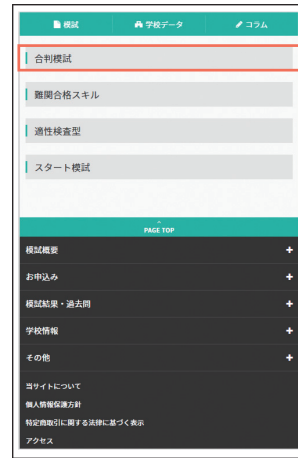 模試 学校データ コラム
合判模試
難関合格スキル
適性検査型
スタート模試
PAGE TOP
模試概要 +
お申込み +
模試結果・過去問 +
学校情報 +
その他 +
当サイトについて
個人情報保護方針
特定商取引に関する法律に基づく表示
アクセス